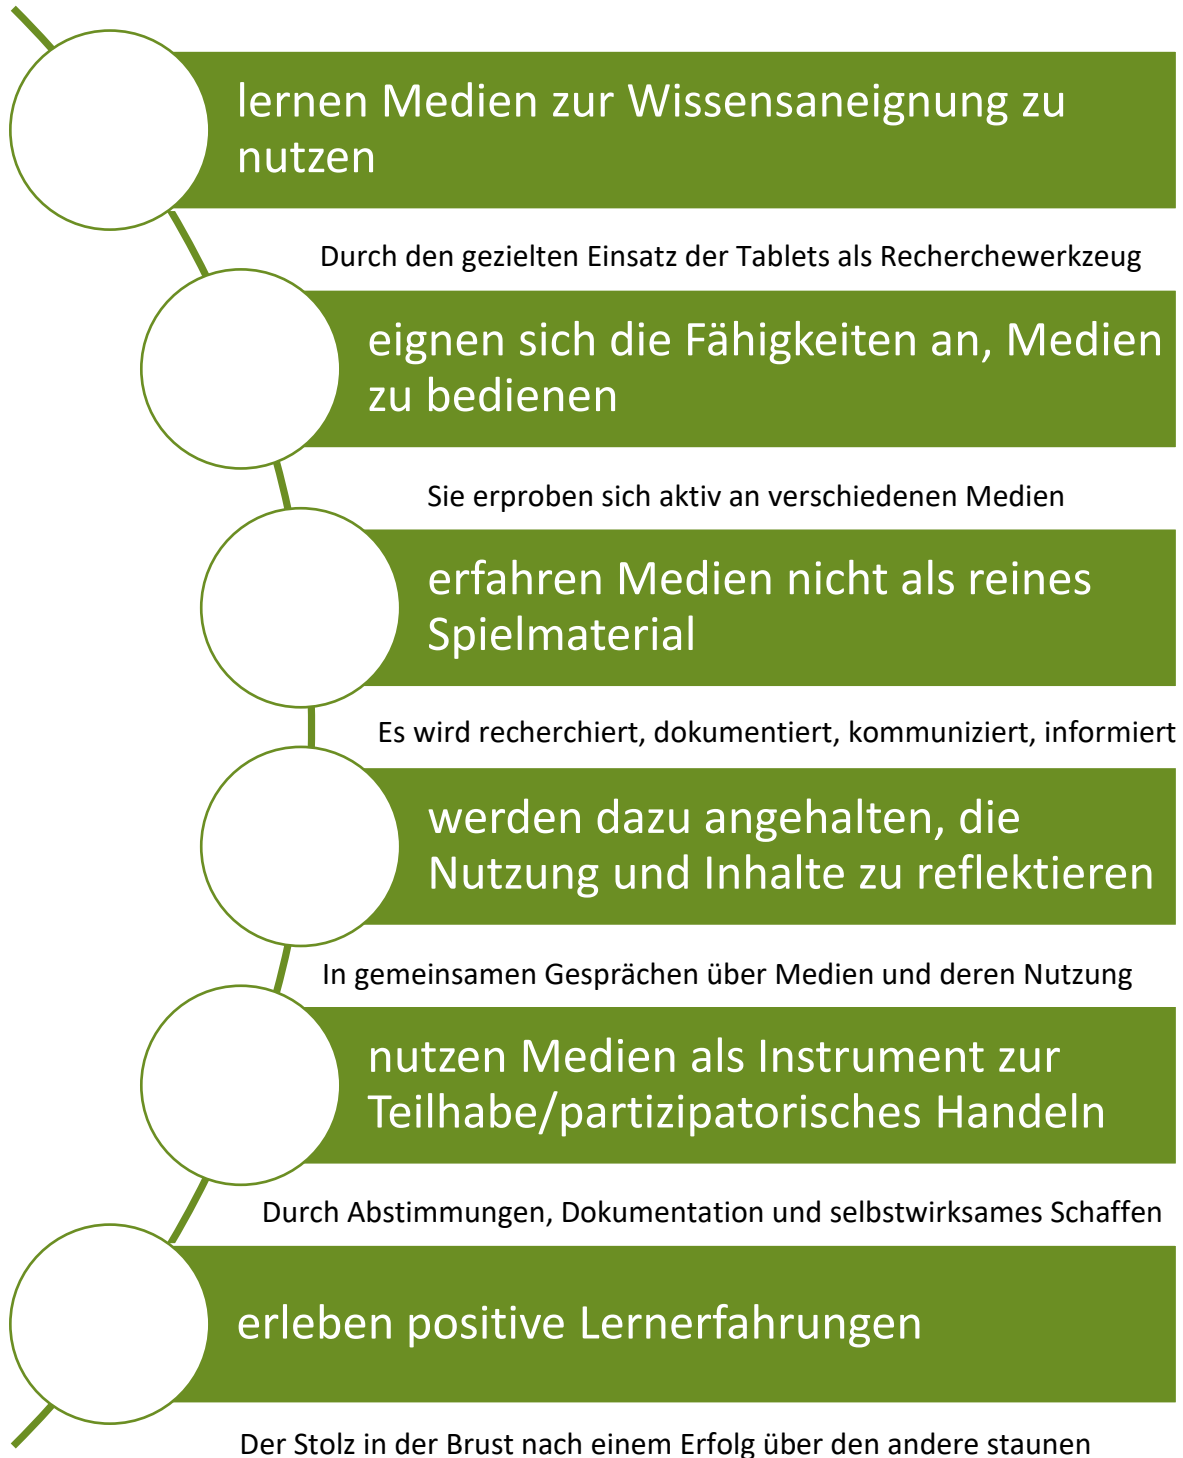 lernen Medien zur Wissensaneignung zu
nutzen
Durch den gezielten Einsatz der Tablets als Recherchewerkzeug
eignen sich die Fähigkeiten an, Medien
zu bedienen
Sie erproben sich aktiv an verschiedenen Medien
erfahren Medien nicht als reines
Spielmaterial
Es wird recherchiert, dokumentiert, kommuniziert, informiert
werden dazu angehalten, die
Nutzung und Inhalte zu reflektieren
In gemeinsamen Gesprächen über Medien und deren Nutzung
nutzen Medien als Instrument zur
Teilhabe/partizipatorisches Handeln
Durch Abstimmungen, Dokumentation und selbstwirksames Schaffen
erleben positive Lernerfahrungen
Der Stolz in der Brust nach einem Erfolg über den andere staunen